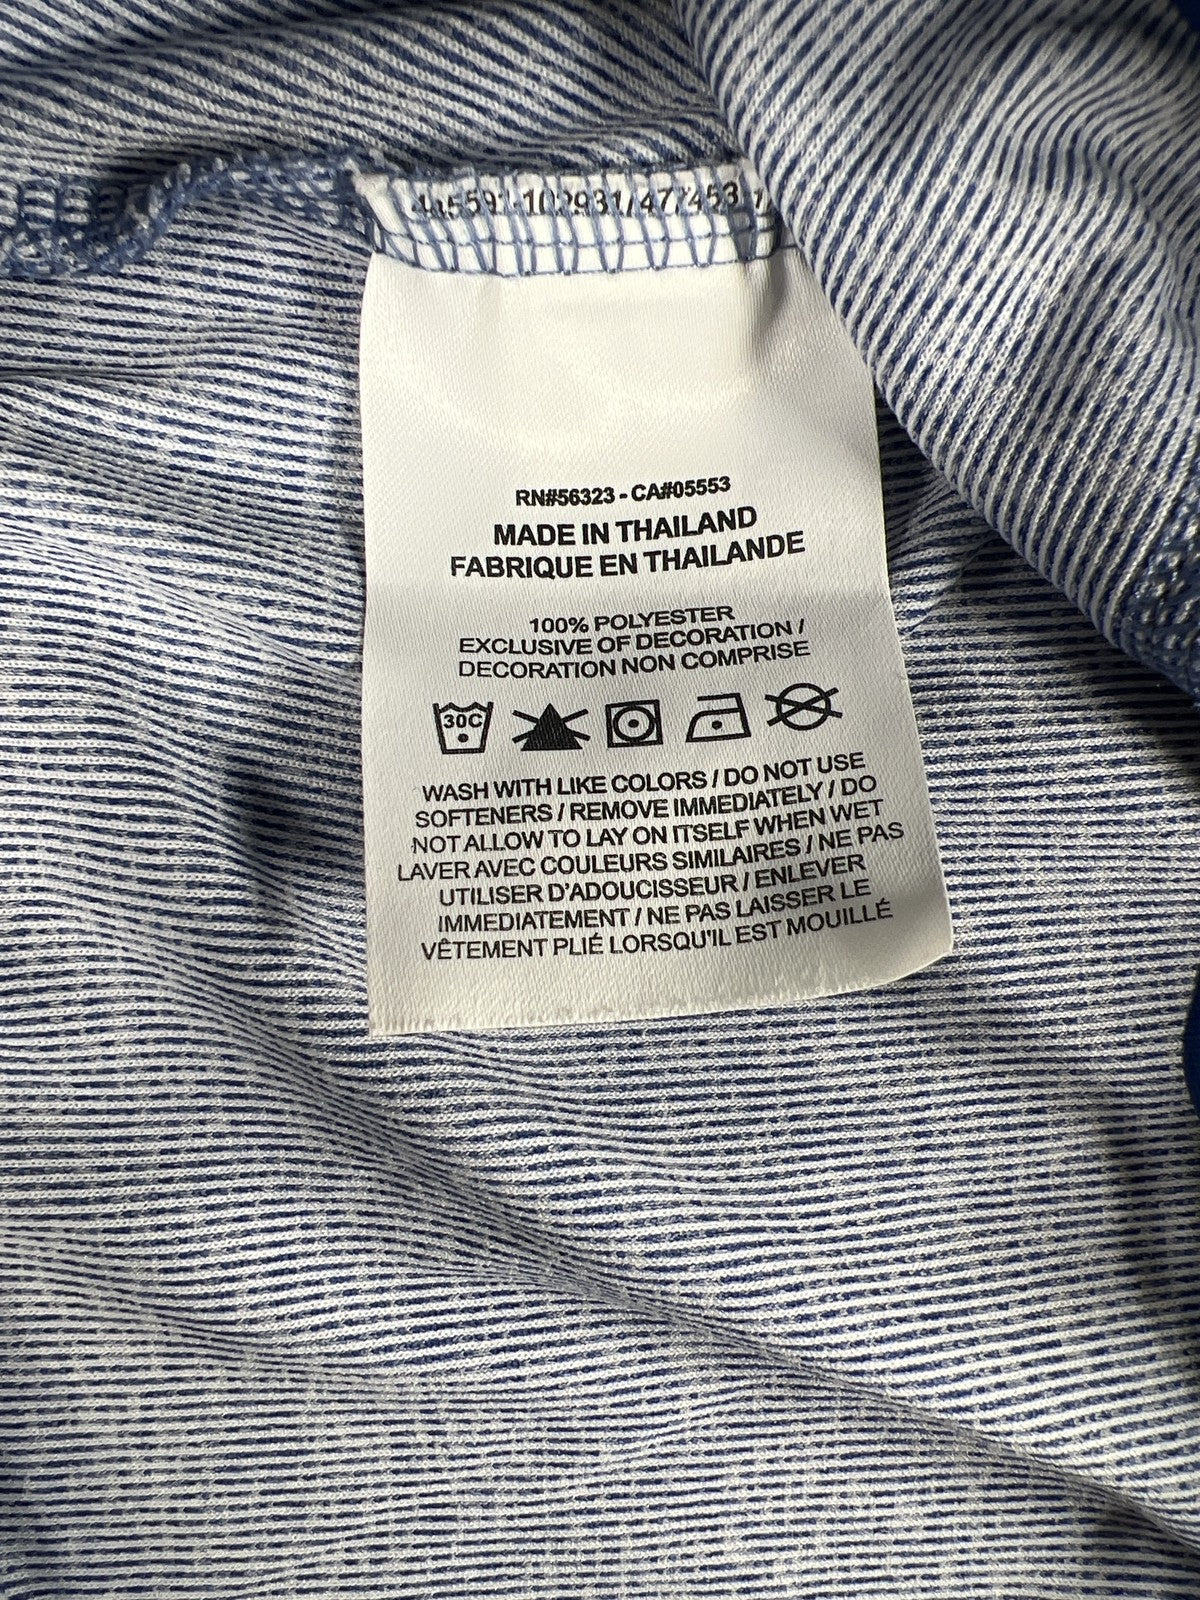 RN#56323 - CA#05553
MADE IN THAILAND
FABRIQUE EN THAILANDE
100% POLYESTER
EXCLUSIVE OF DECORATION /
DECORATION NON COMPRISE
30C
WASH WITH LIKE COLORS / DO NOT USE
SOFTENERS / REMOVE IMMEDIATELY / DO
NOT ALLOW TO LAY ON ITSELF WHEN WET
LAVER AVEC COULEURS SIMILAIRES / NE PAS
UTILISER D'ADOUCISSEUR / ENLEVER
IMMEDIATEMENT / NE PAS LAISSER LE
VÊTEMENT PLIÉ LORSQU'IL EST MOUILLÉ